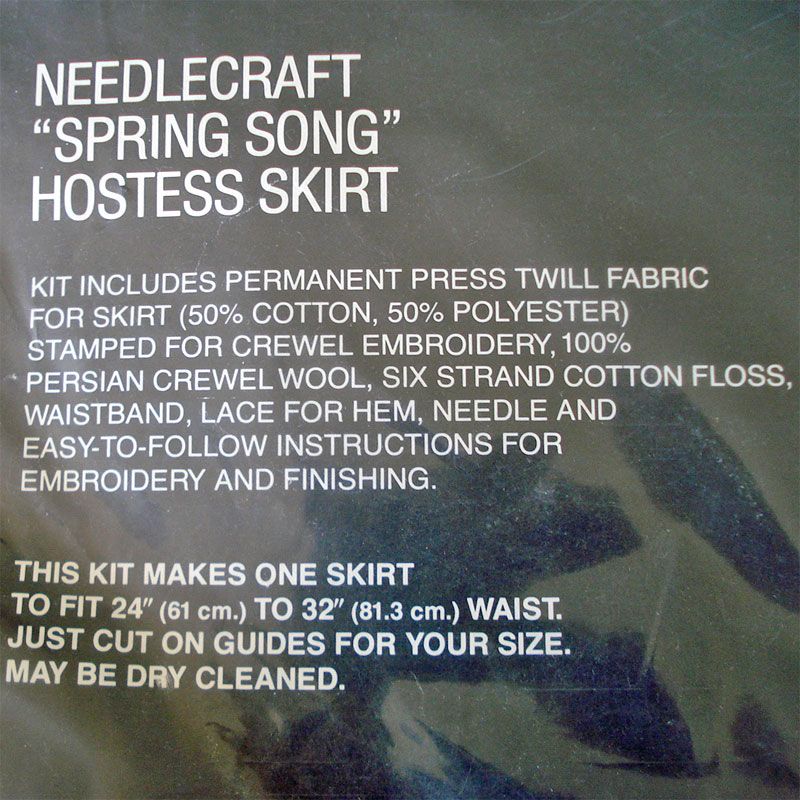 NEEDLECRAFT
“SPRING SONG”
HOSTESS SKIRT
KIT INCLUDES PERMANENT PRESS TWILL FABRIC
FOR SKIRT (50% COTTON, 50% POLYESTER)
STAMPED FOR CREWEL EMBROIDERY, 100%
PERSIAN CREWEL WOOL, SIX STRAND COTTON FLOSS,
WAISTBAND, LACE FOR HEM, NEEDLE AND
EASY-TO-FOLLOW INSTRUCTIONS FOR
EMBROIDERY AND FINISHING.
THIS KIT MAKES ONE SKIRT
TO FIT 24″ (61 cm.) TO 32″ (81.3 cm.) WAIST.
JUST CUT ON GUIDES FOR YOUR SIZE.
MAY BE DRY CLEANED.